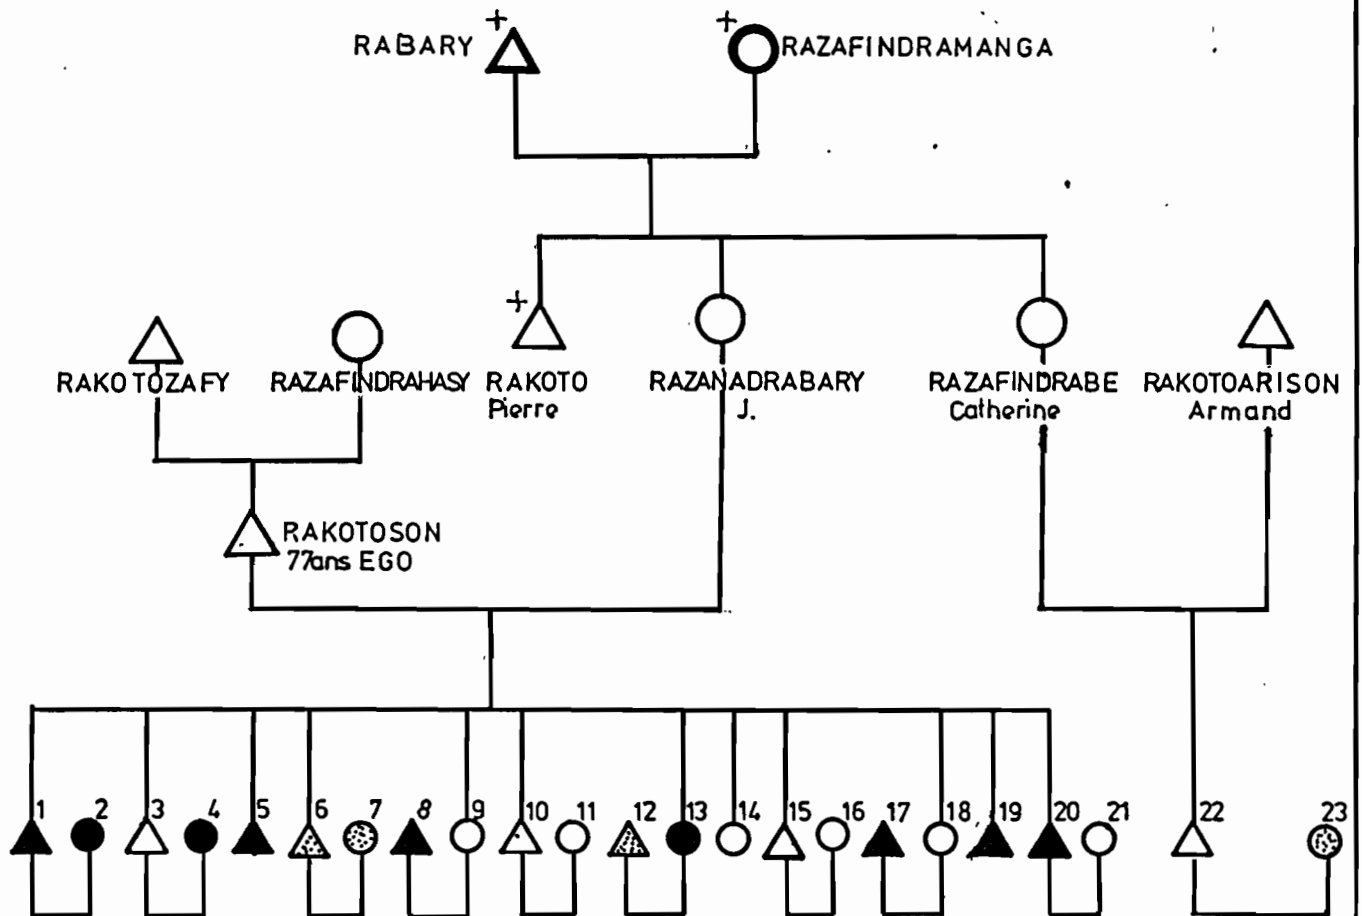 RABARY
RAZAFINDRAMANGA
RAKOTOZAFY
RAZAFINDRAHASY
RAKOTO
Pierre
RAZANADRABARY
J.
RAZAFINDRABE
Catherine
RAKOTOARISON
Armand
RAKOTOSON
77ans EGO
1 2 3 4 5 6 7 8 9 10 11 12 13 14 15 16 17 18 19 20 21 22 23